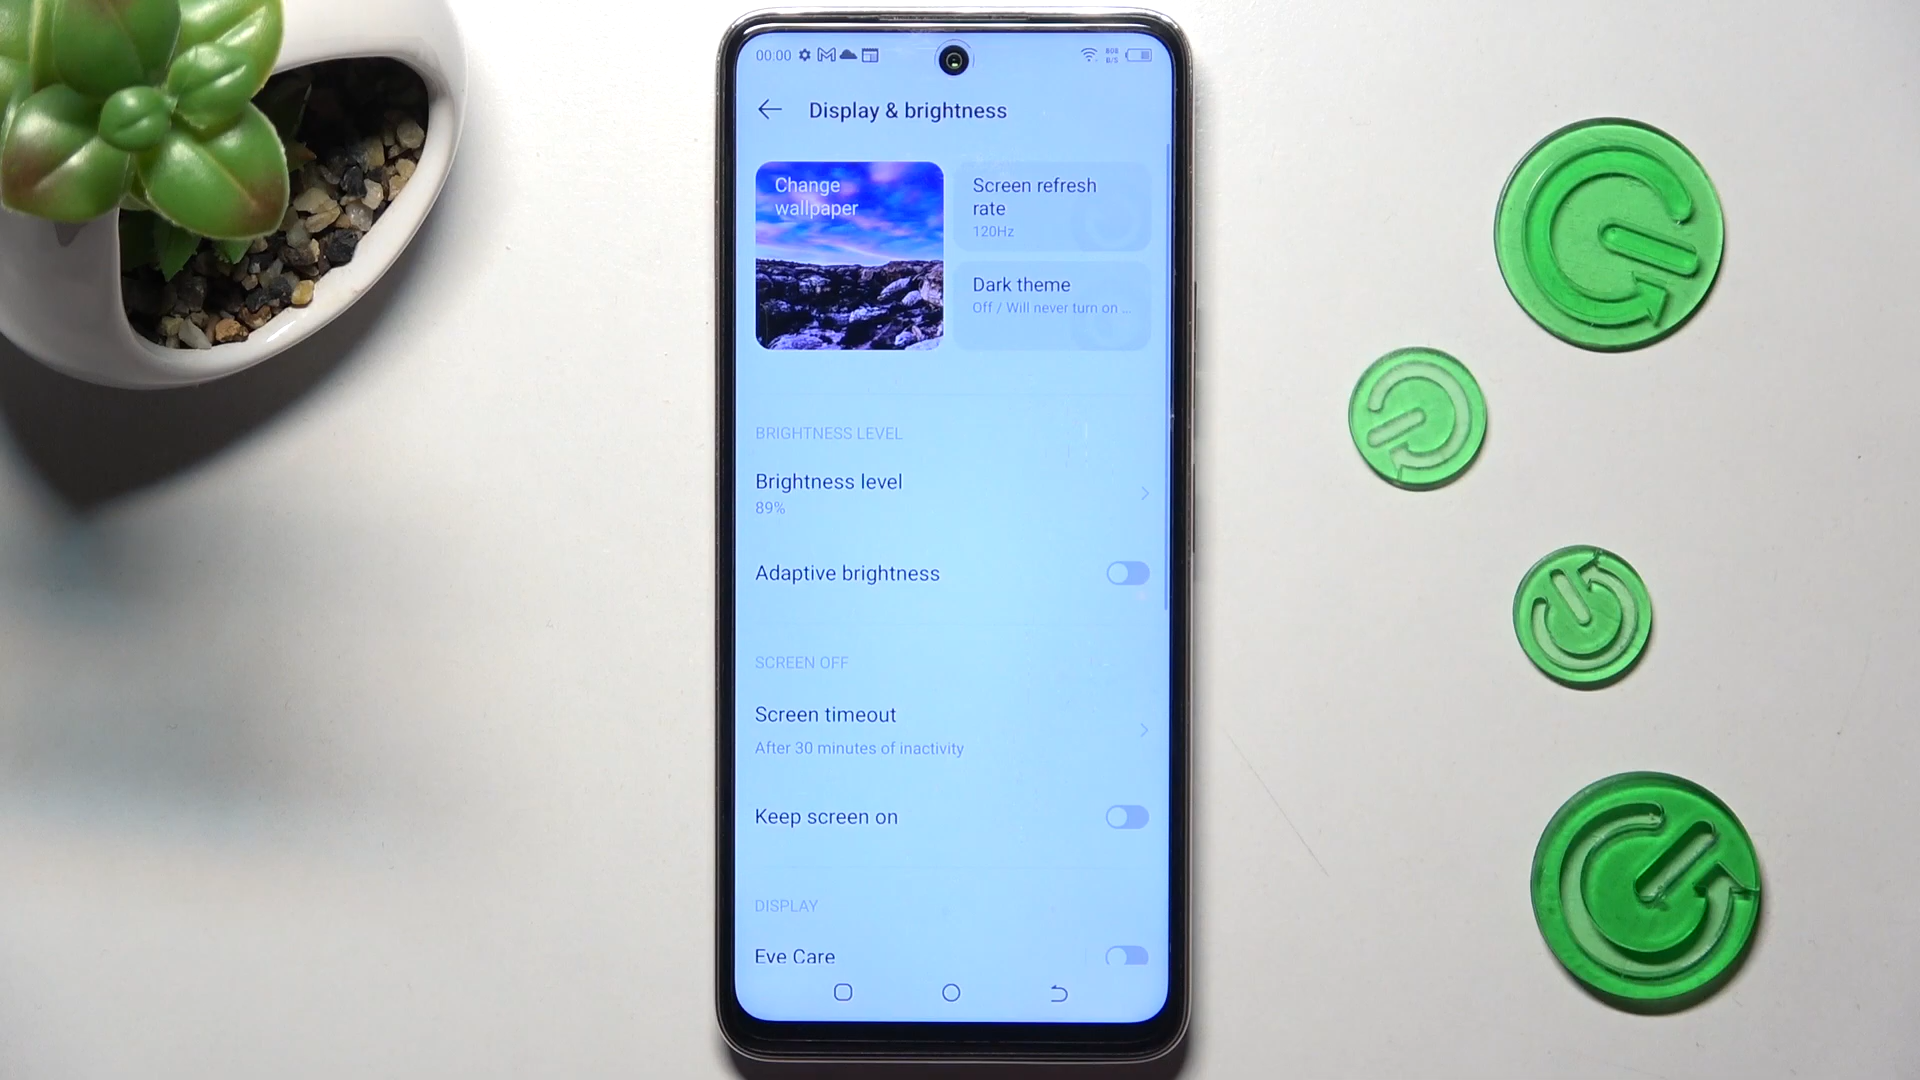 00:00
808
B/S
Display & brightness
Change
wallpaper
Screen refresh
rate
120Hz
Dark theme
Off / Will never turn on ...
BRIGHTNESS LEVEL
Brightness level
89%
Adaptive brightness
SCREEN OFF
Screen timeout
After 30 minutes of inactivity
Keep screen on
DISPLAY
Eye Care